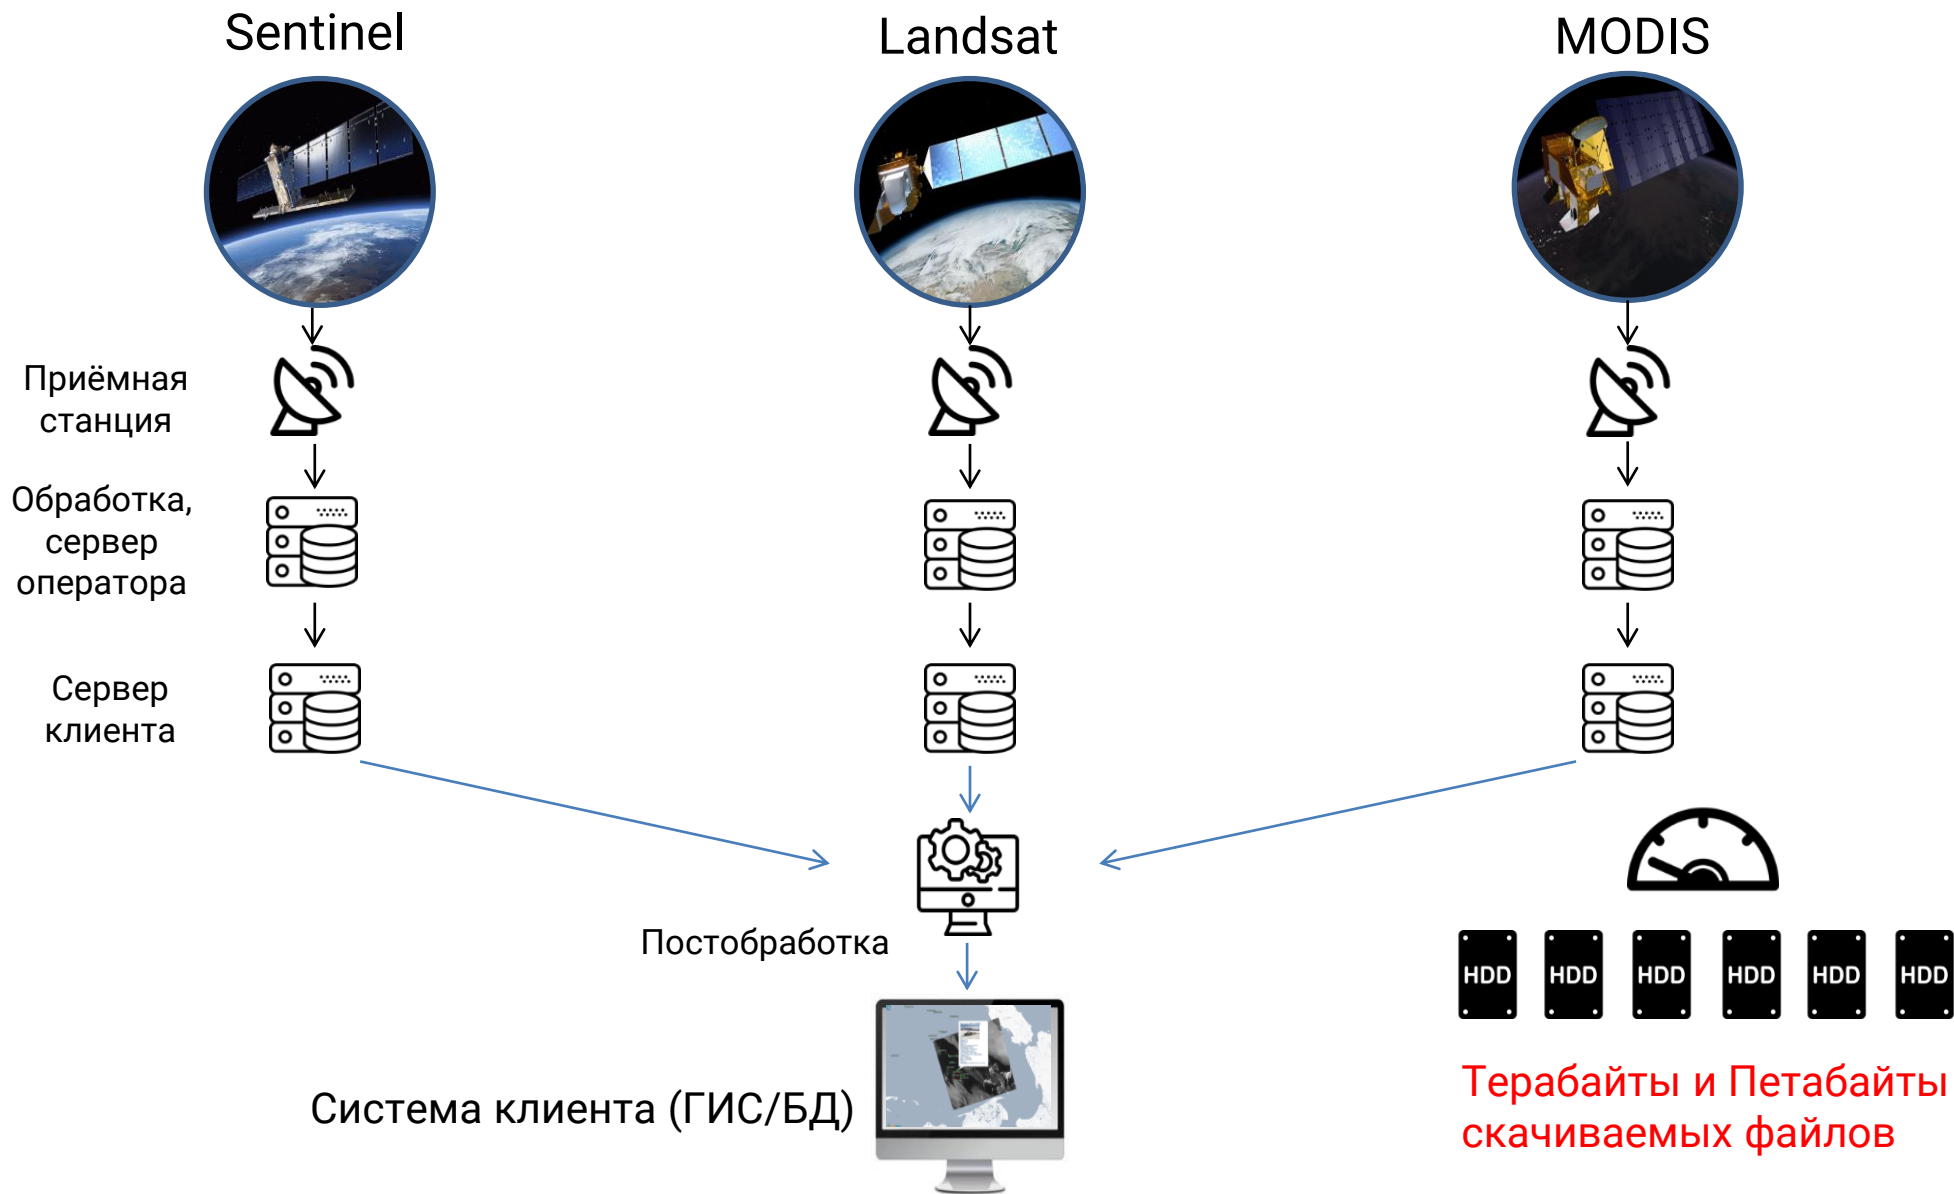 Sentinel
Landsat
MODIS
Приёмная
станция
Обработка,
сервер
оператора
Сервер
клиента
Постобработка
HDD
HDD
HDD
HDD
HDD
HDD
Система клиента (ГИС/БД)
Терабайты и Петабайты
скачиваемых файлов